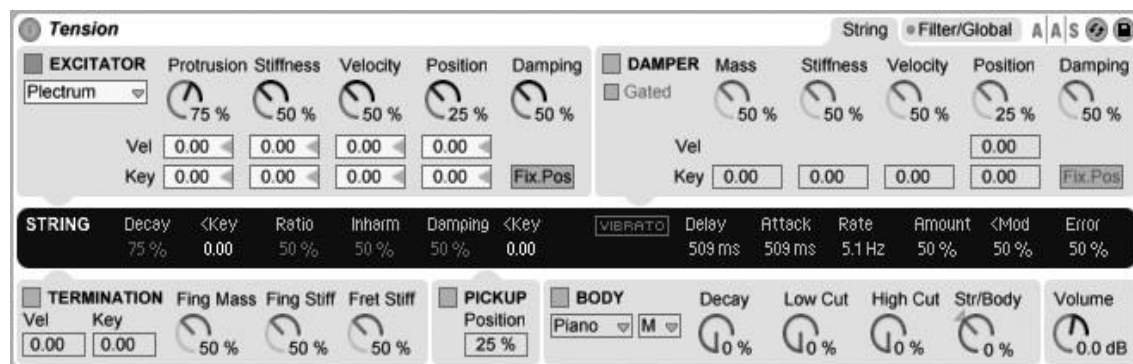 Tension String Filter/Global A A S
EXCITATOR Protrusion Stiffness Velocity Position Damping DAMPER Mass Stiffness Velocity Position Damping
Plectrum 75 % 50 % 50 % 25 % 50 % Gated 50 % 50 % 50 % 25 % 50 %
Vel 0.00 0.00 0.00 0.00 Vel 0.00
Key 0.00 0.00 0.00 0.00 Fix.Pos Key 0.00 0.00 0.00 0.00 Fix.Pos
STRING Decay <Key Ratio Inharm Damping <Key VIBRATO Delay Attack Rate Amount <Mod Error
75 % 0.00 50 % 50 % 50 % 0.00 509 ms 509 ms 5.1 Hz 50 % 50 % 50 %
TERMINATION Fing Mass Fing Stiff Fret Stiff PICKUP BODY Decay Low Cut High Cut Str/Body Volume
Vel Key Position Piano M
0.00 0.00 50 % 50 % 50 % 25 % 0 % 0 % 0 % 0 % 0.0 dB